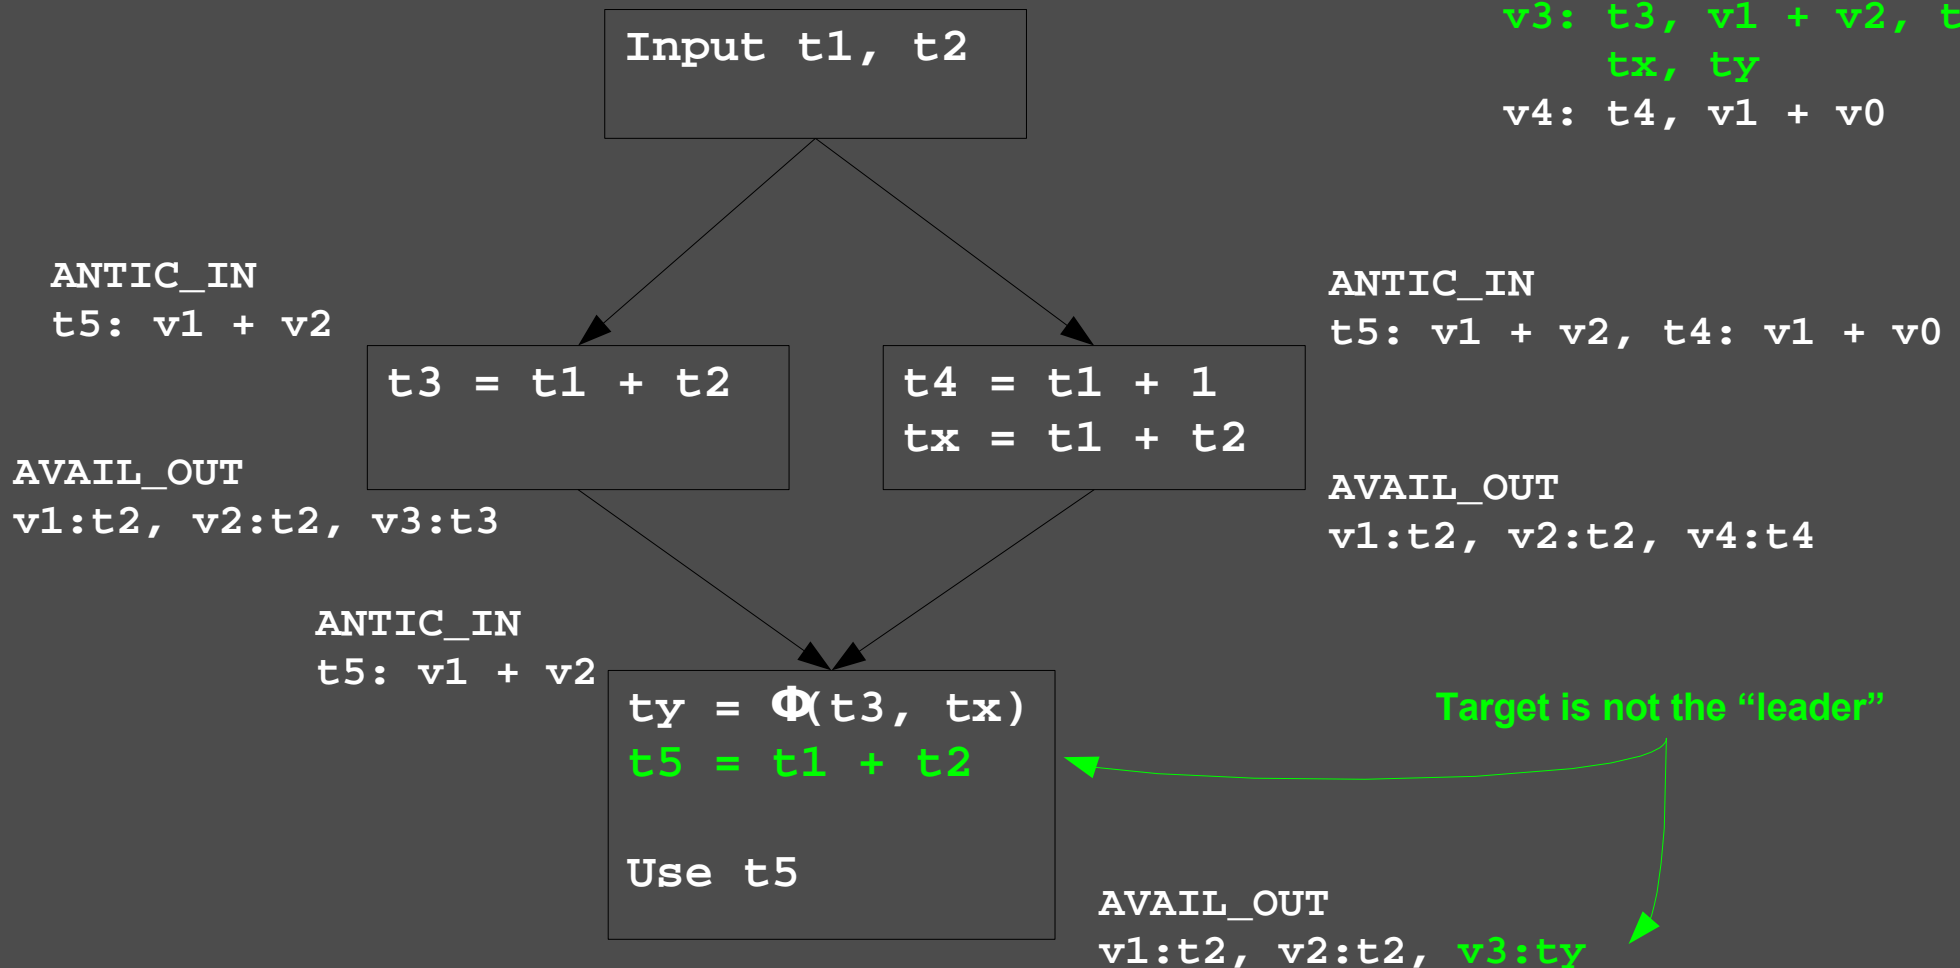 v3: t3, v1 + v2,
tx, ty
v4: t4, v1 + v0
Input t1, t2
ANTIC_IN
t5: v1 + v2
ANTIC_IN
t5: v1 + v2, t4: v1 + v0
t3 = t1 + t2
t4 = t1 + 1
tx = t1 + t2
AVAIL_OUT
v1:t2, v2:t2, v3:t3
AVAIL_OUT
v1:t2, v2:t2, v4:t4
ANTIC_IN
t5: v1 + v2
ty = Φ(t3, tx)
t5 = t1 + t2
Use t5
Target is not the “leader”
AVAIL_OUT
v1:t2, v2:t2, v3:ty